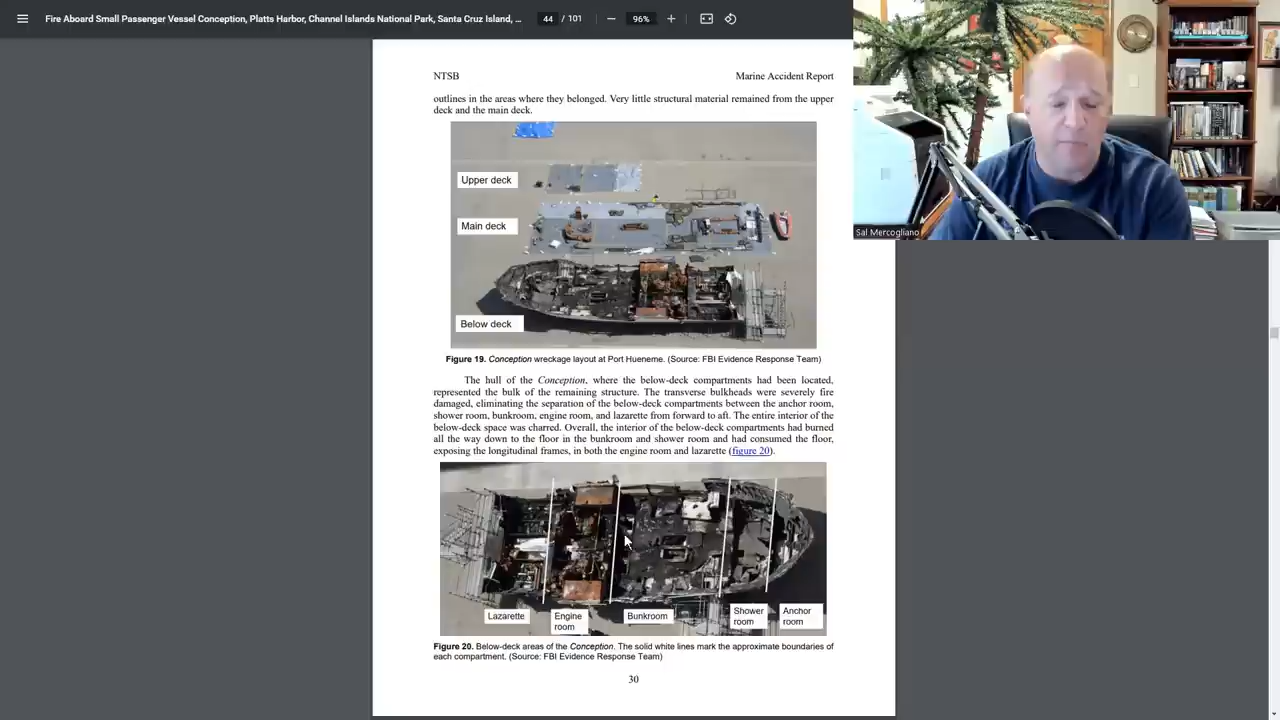 Fire Aboard Small Passenger Vessel Conception, Platts Harbor, Channel Islands National Park, Santa Cruz Island, ...
44 / 101
96%
NTSB
Marine Accident Report
outlines in the areas where they belonged. Very little structural material remained from the upper
deck and the main deck.
Upper deck
Main deck
Below deck
Figure 19. Conception wreckage layout at Port Hueneme. (Source: FBI Evidence Response Team)
The hull of the Conception, where the below-deck compartments had been located,
represented the bulk of the remaining structure. The transverse bulkheads were severely fire
damaged, eliminating the separation of the below-deck compartments between the anchor room,
shower room, bunkroom, engine room, and lazarette from forward to aft. The entire interior of the
below-deck space was charred. Overall, the interior of the below-deck compartments had burned
all the way down to the floor in the bunkroom and shower room and had consumed the floor,
exposing the longitudinal frames, in both the engine room and lazarette (figure 20).
Lazarette
Engine
room
Bunkroom
Shower
room
Anchor
room
Figure 20. Below-deck areas of the Conception. The solid white lines mark the approximate boundaries of
each compartment. (Source: FBI Evidence Response Team)
30
Sal Mercogliano